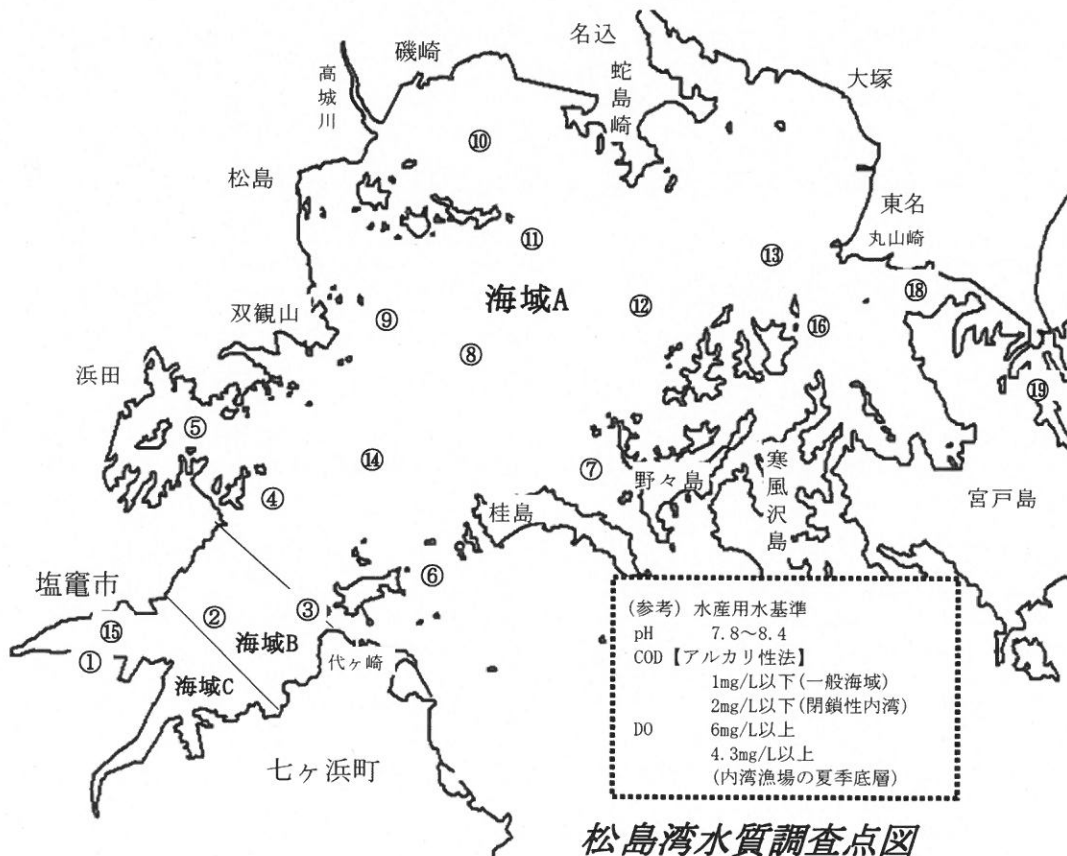 名込
磯崎
大塚
蛇島崎
高城川
⑩
松島
東名
丸山崎
⑪
⑬
⑱
海域A
⑫
双観山
⑨
⑯
⑧
浜田
⑲
⑤
⑭
⑦
野々島
寒風沢島
宮戸島
④
桂島
⑥
塩竈市
②
③
⑮
海域B
①
代ヶ崎
海域C
七ヶ浜町
(参考) 水産用水基準
pH 7.8～8.4
COD【アルカリ性法】
1mg/L以下(一般海域)
2mg/L以下(閉鎖性内湾)
DO 6mg/L以上
4.3mg/L以上
(内湾漁場の夏季底層)
松島湾水質調査点図